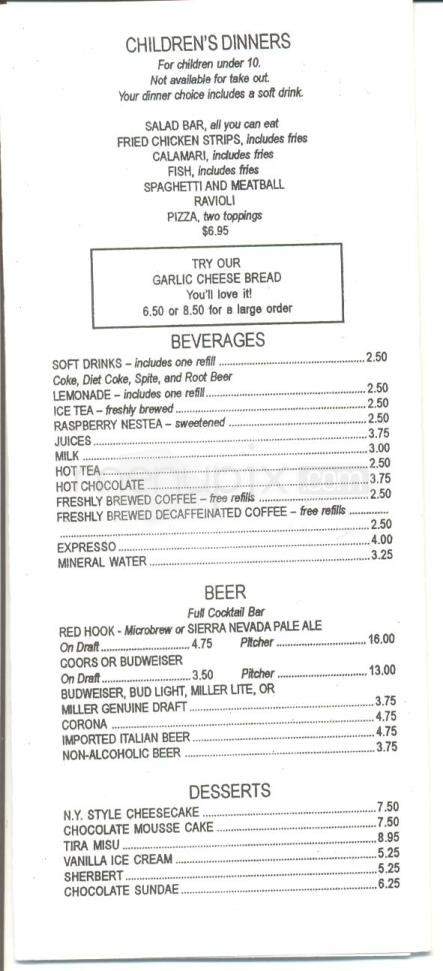 CHILDREN'S DINNERS
For children under 10.
Not available for take out.
Your dinner choice includes a soft drink.
SALAD BAR, all you can eat
FRIED CHICKEN STRIPS, includes fries
CALAMARI, includes fries
FISH, includes fries
SPAGHETTI AND MEATBALL
RAVIOLI
PIZZA, two toppings
$6.95
TRY OUR
GARLIC CHEESE BREAD
You'll love it!
6.50 or 8.50 for a large order
BEVERAGES
SOFT DRINKS – includes one refill 2.50
Coke, Diet Coke, Spite, and Root Beer
LEMONADE – includes one refill 2.50
ICE TEA – freshly brewed 2.50
RASPBERRY NESTEA – sweetened 2.50
JUICES 3.75
MILK 3.00
HOT TEA 2.50
HOT CHOCOLATE 3.75
FRESHLY BREWED COFFEE – free refills 2.50
FRESHLY BREWED DECAFFEINATED COFFEE – free refills
2.50
EXPRESSO 4.00
MINERAL WATER 3.25
BEER
Full Cocktail Bar
RED HOOK - Microbrew or SIERRA NEVADA PALE ALE
On Draft 4.75 Pitcher 16.00
COORS OR BUDWEISER
On Draft 3.50 Pitcher 13.00
BUDWEISER, BUD LIGHT, MILLER LITE, OR
MILLER GENUINE DRAFT 3.75
CORONA 4.75
IMPORTED ITALIAN BEER 4.75
NON-ALCOHOLIC BEER 3.75
DESSERTS
N.Y. STYLE CHEESECAKE 7.50
CHOCOLATE MOUSSE CAKE 7.50
TIRA MISU 8.95
VANILLA ICE CREAM 5.25
SHERBERT 5.25
CHOCOLATE SUNDAE 6.25